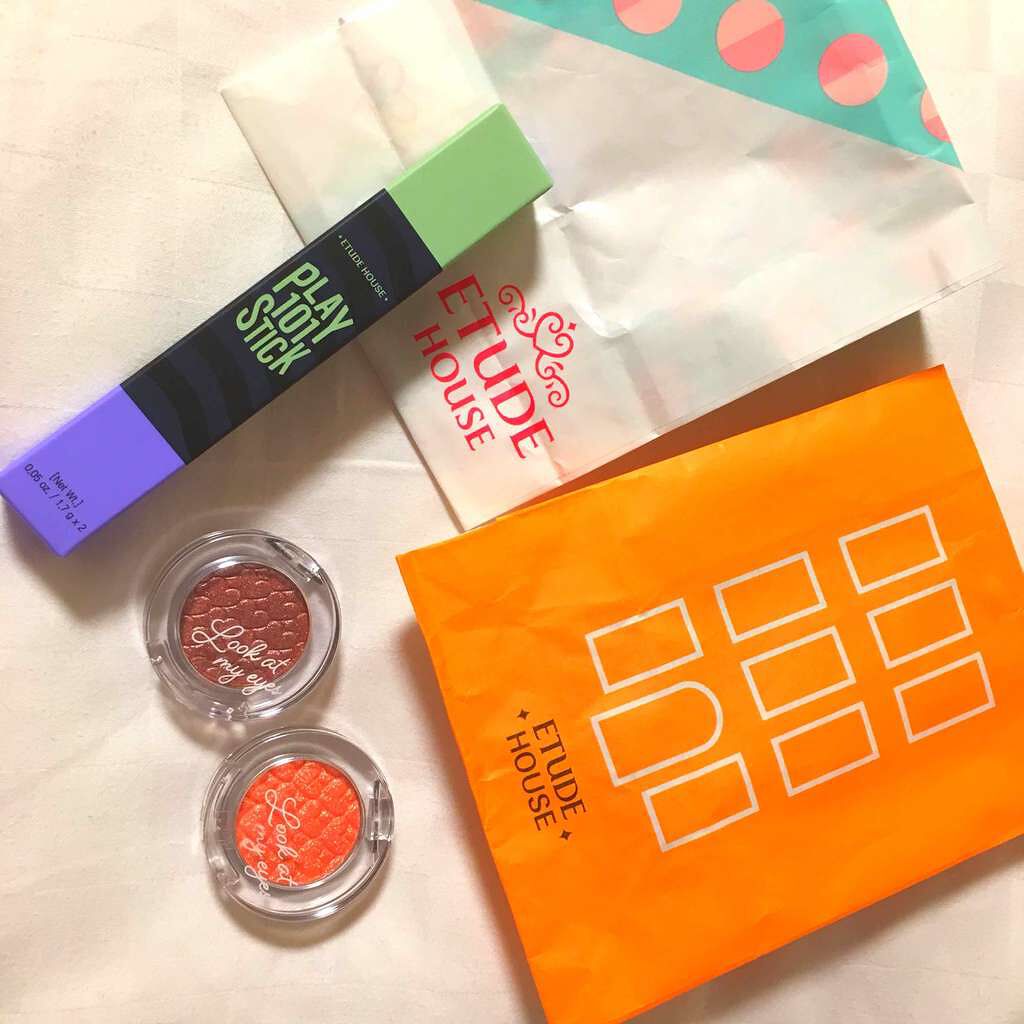 ETUDE HOUSE
PLAY
101
STICK
[Net Wt.]
0.05 oz. / 1.7 g x 2
ETUDE
HOUSE
Look at
my eyes
Look at
my eyes
ETUDE
HOUSE